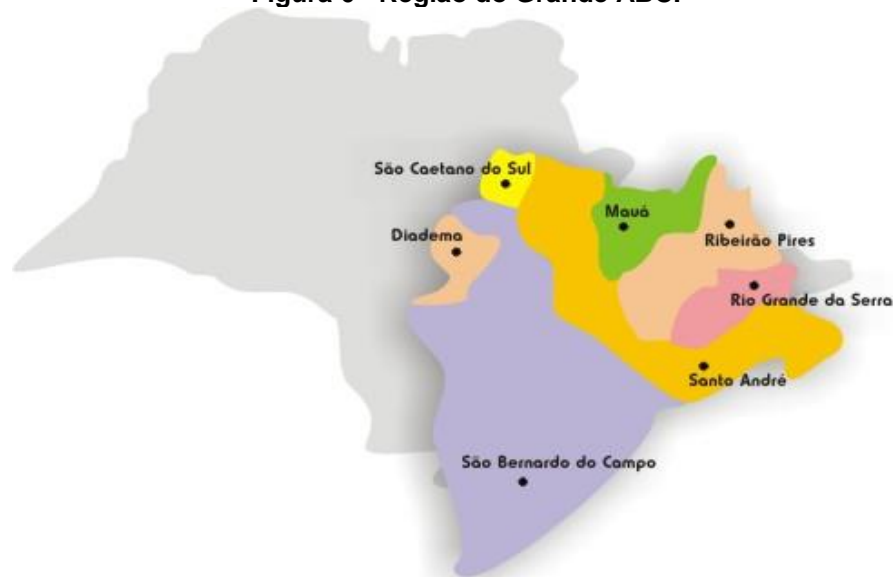 São Caetano do Sul
Mauá
Diadema
Ribeirão Pires
Rio Grande da Serra
Santo André
São Bernardo do Campo